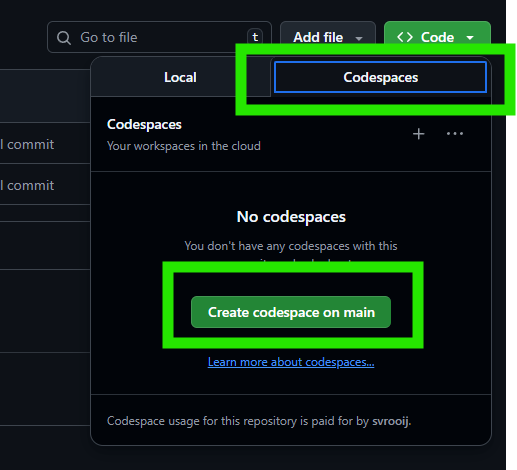 Go to file
t
Add file
Code
Local
Codespaces
l commit
Codespaces
Your workspaces in the cloud
l commit
No codespaces
You don't have any codespaces with this
Create codespace on main
Learn more about codespaces...
Codespace usage for this repository is paid for by svrooij.